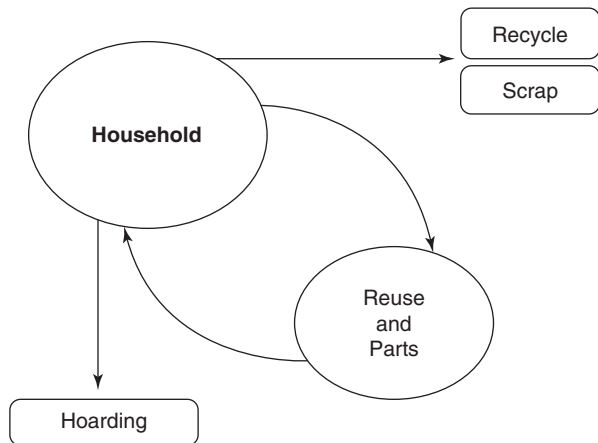 Recycle
Scrap
Household
Reuse
and
Parts
Hoarding